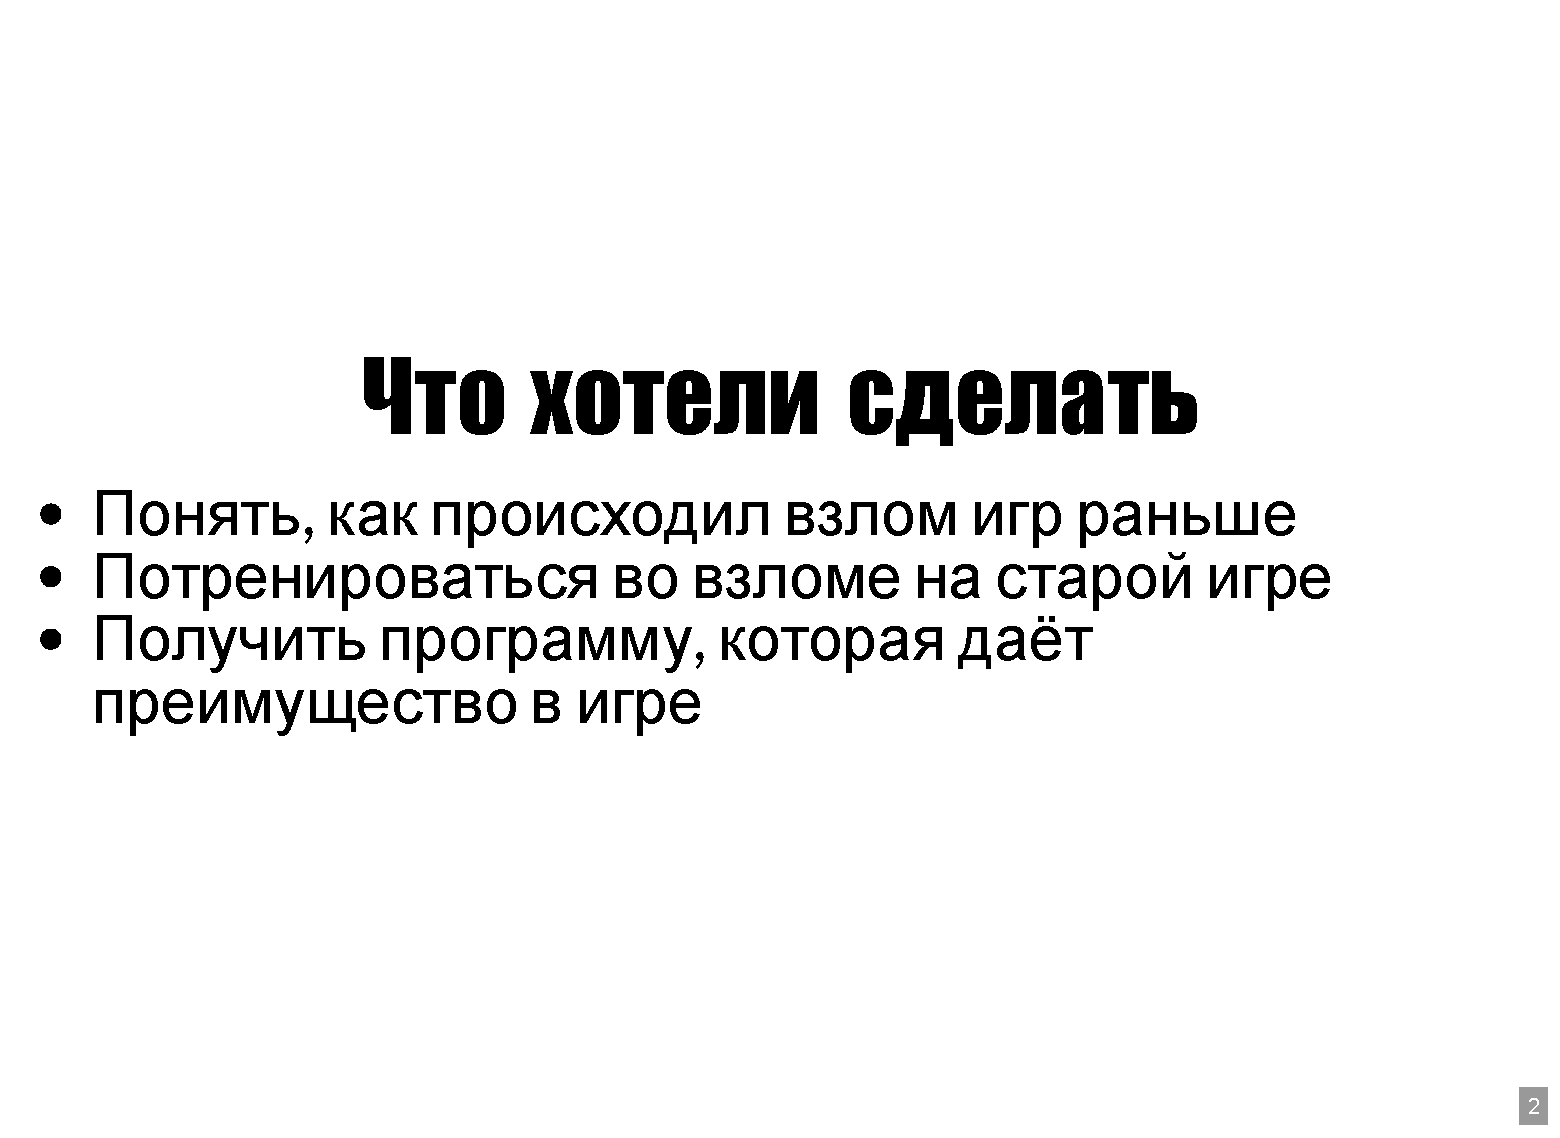 Что хотели сделать
• Понять, как происходил взлом игр раньше
• Потренироваться во взломе на старой игре
• Получить программу, которая даёт
преимущество в игре
2